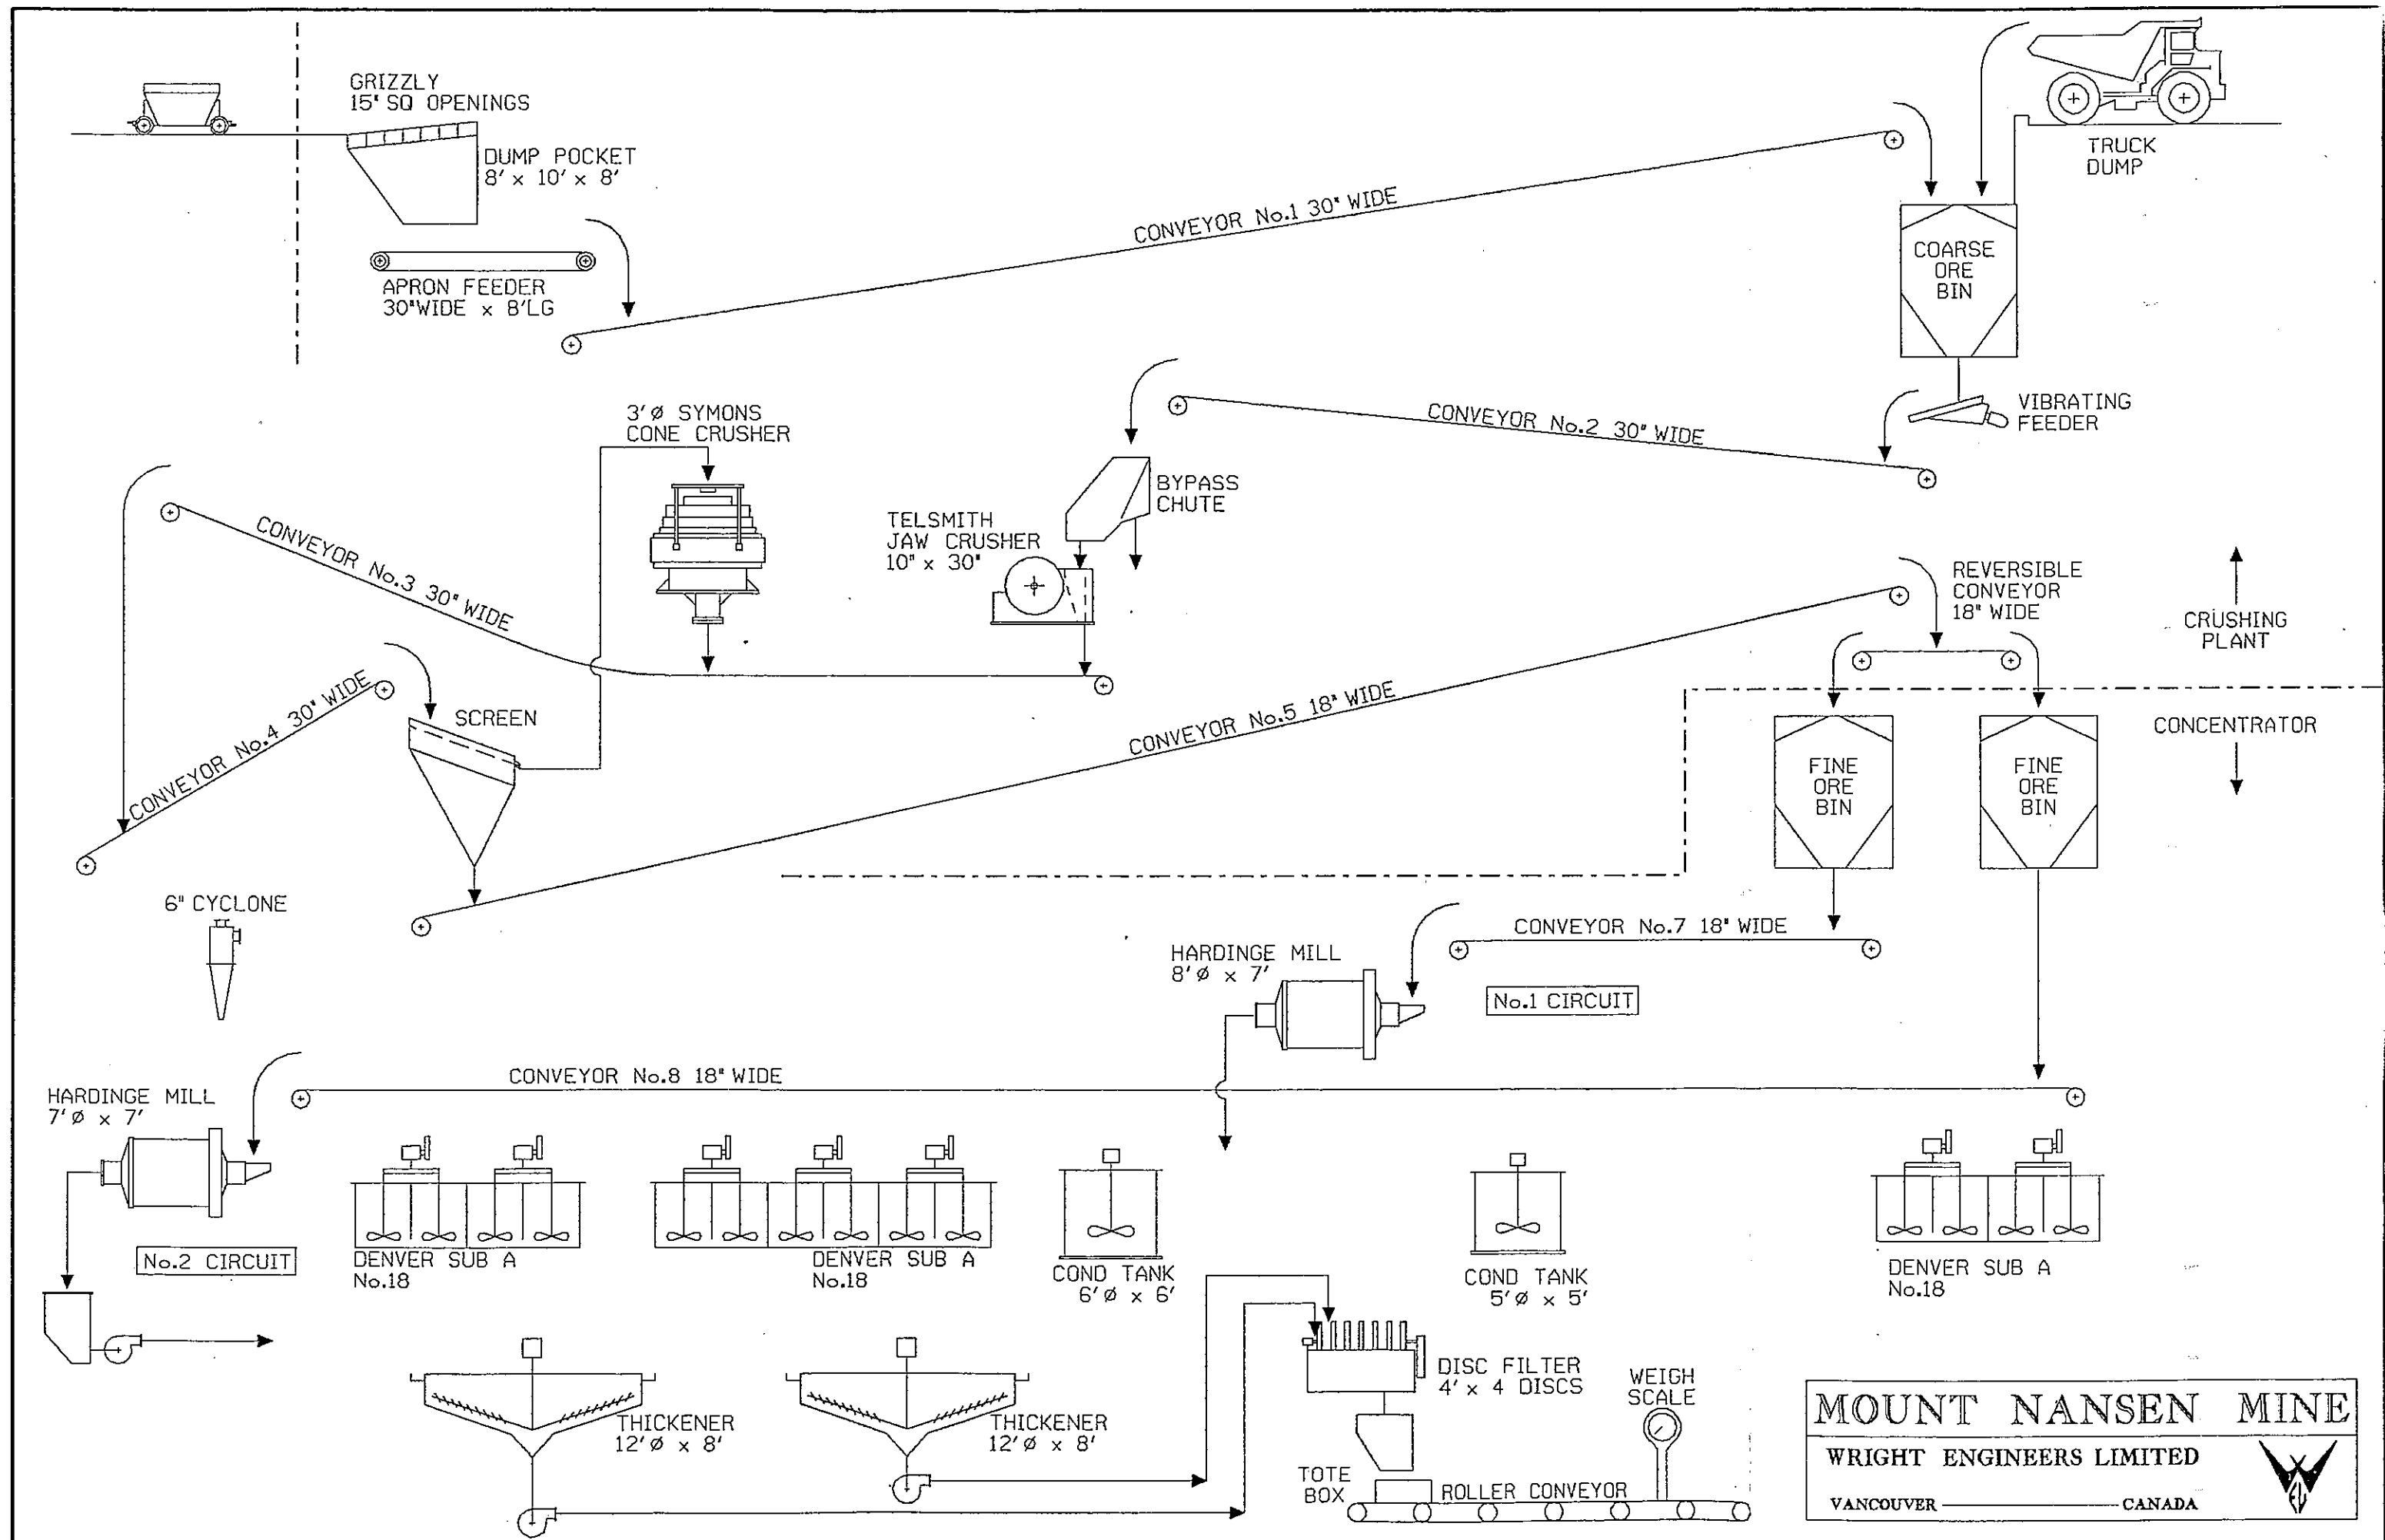 GRIZZLY
15" SQ OPENINGS
DUMP POCKET
8' x 10' x 8'
APRON FEEDER
30"WIDE x 8'LG
CONVEYOR No.1 30" WIDE
TRUCK
DUMP
COARSE
ORE
BIN
VIBRATING
FEEDER
CONVEYOR No.2 30" WIDE
BYPASS
CHUTE
3'Ø SYMONS
CONE CRUSHER
TELSMITH
JAW CRUSHER
10" x 30"
CONVEYOR No.3 30" WIDE
CONVEYOR No.4 30" WIDE
SCREEN
CONVEYOR No.5 18" WIDE
REVERSIBLE
CONVEYOR
18" WIDE
CRUSHING
PLANT
CONCENTRATOR
FINE
ORE
BIN
FINE
ORE
BIN
6" CYCLONE
CONVEYOR No.7 18" WIDE
HARDINGE MILL
8'Ø x 7'
No.1 CIRCUIT
CONVEYOR No.8 18" WIDE
HARDINGE MILL
7'Ø x 7'
No.2 CIRCUIT
DENVER SUB A
No.18
DENVER SUB A
No.18
COND TANK
6'Ø x 6'
COND TANK
5'Ø x 5'
DENVER SUB A
No.18
THICKENER
12'Ø x 8'
THICKENER
12'Ø x 8'
DISC FILTER
4' x 4 DISCS
WEIGH
SCALE
TOTE
BOX
ROLLER CONVEYOR
MOUNT NANSEN MINE
WRIGHT ENGINEERS LIMITED
VANCOUVER CANADA